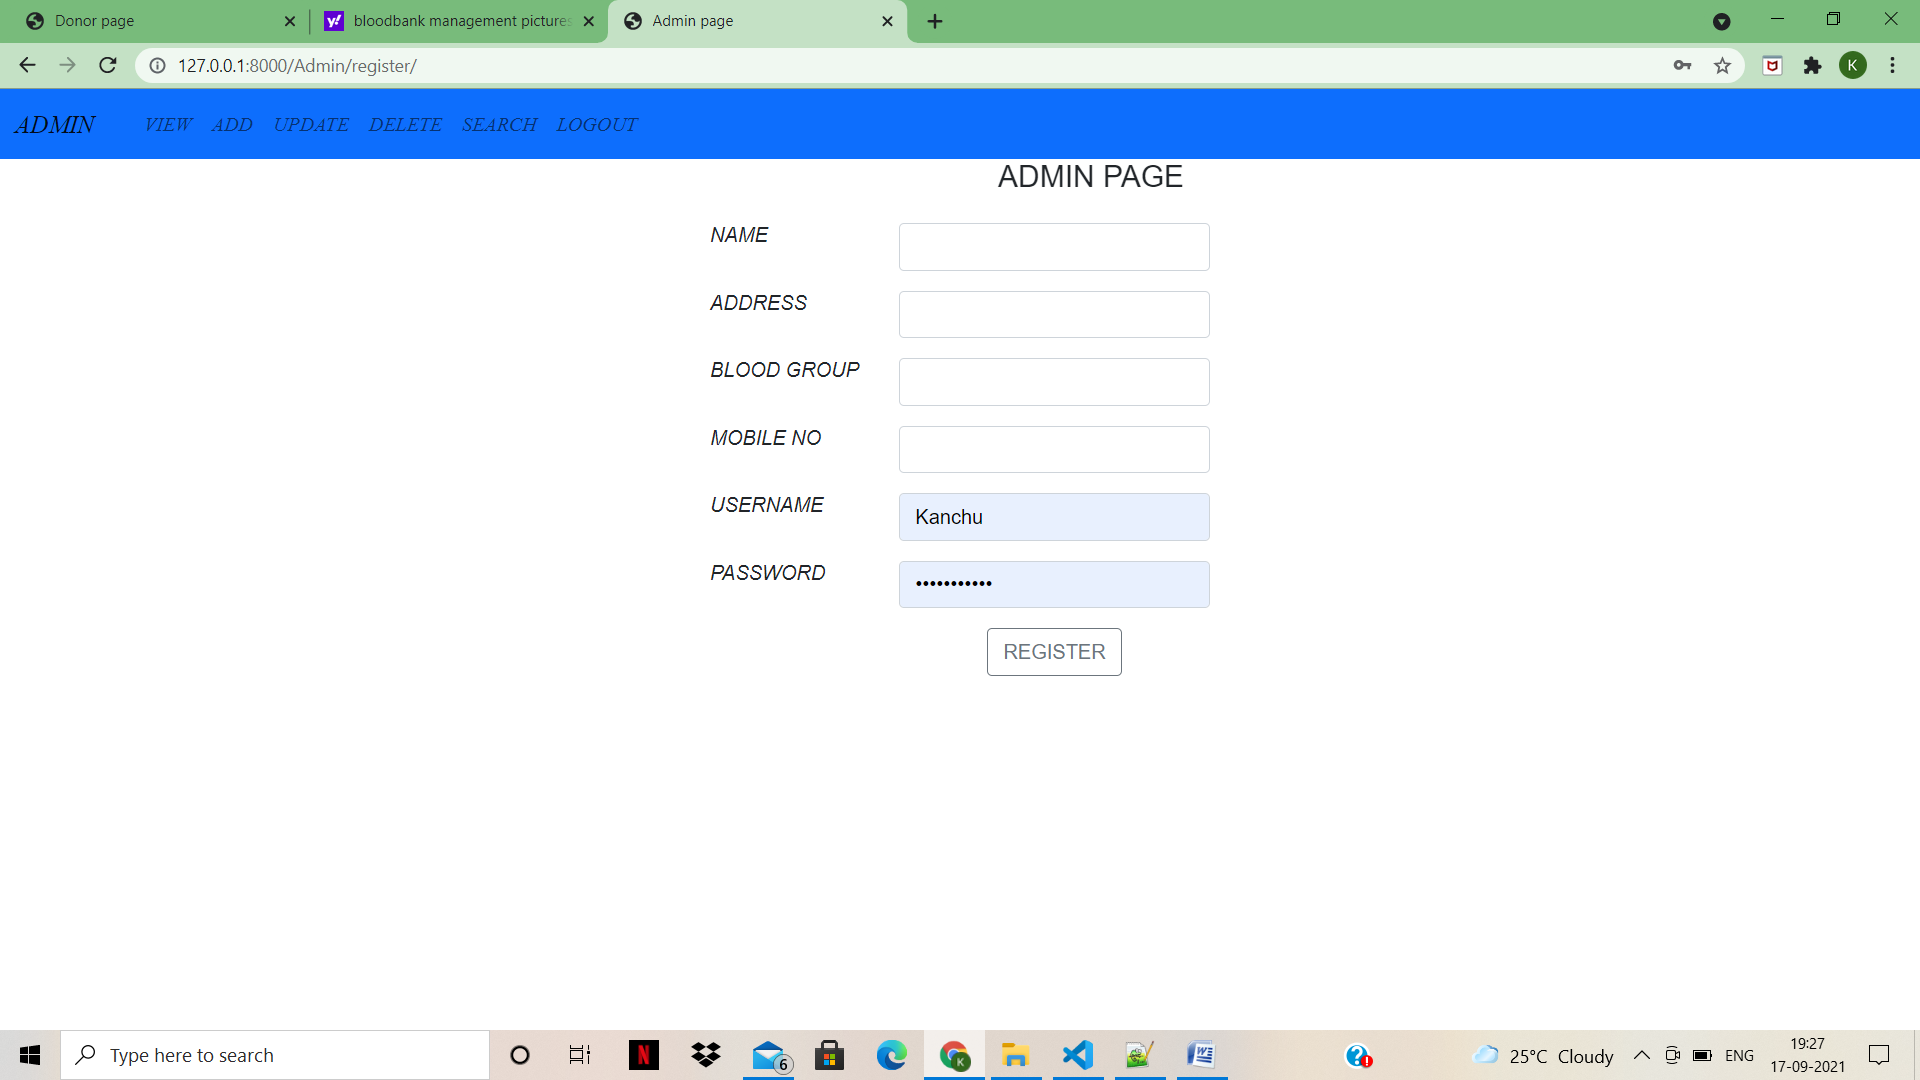 Donor page
bloodbank management pictures
Admin page
127.0.0.1:8000/Admin/register/
K
ADMIN VIEW ADD UPDATE DELETE SEARCH LOGOUT
ADMIN PAGE
NAME
ADDRESS
BLOOD GROUP
MOBILE NO
USERNAME Kanchu
PASSWORD •••••••••••
REGISTER
Type here to search
6
25°C Cloudy
ENG
19:27
17-09-2021